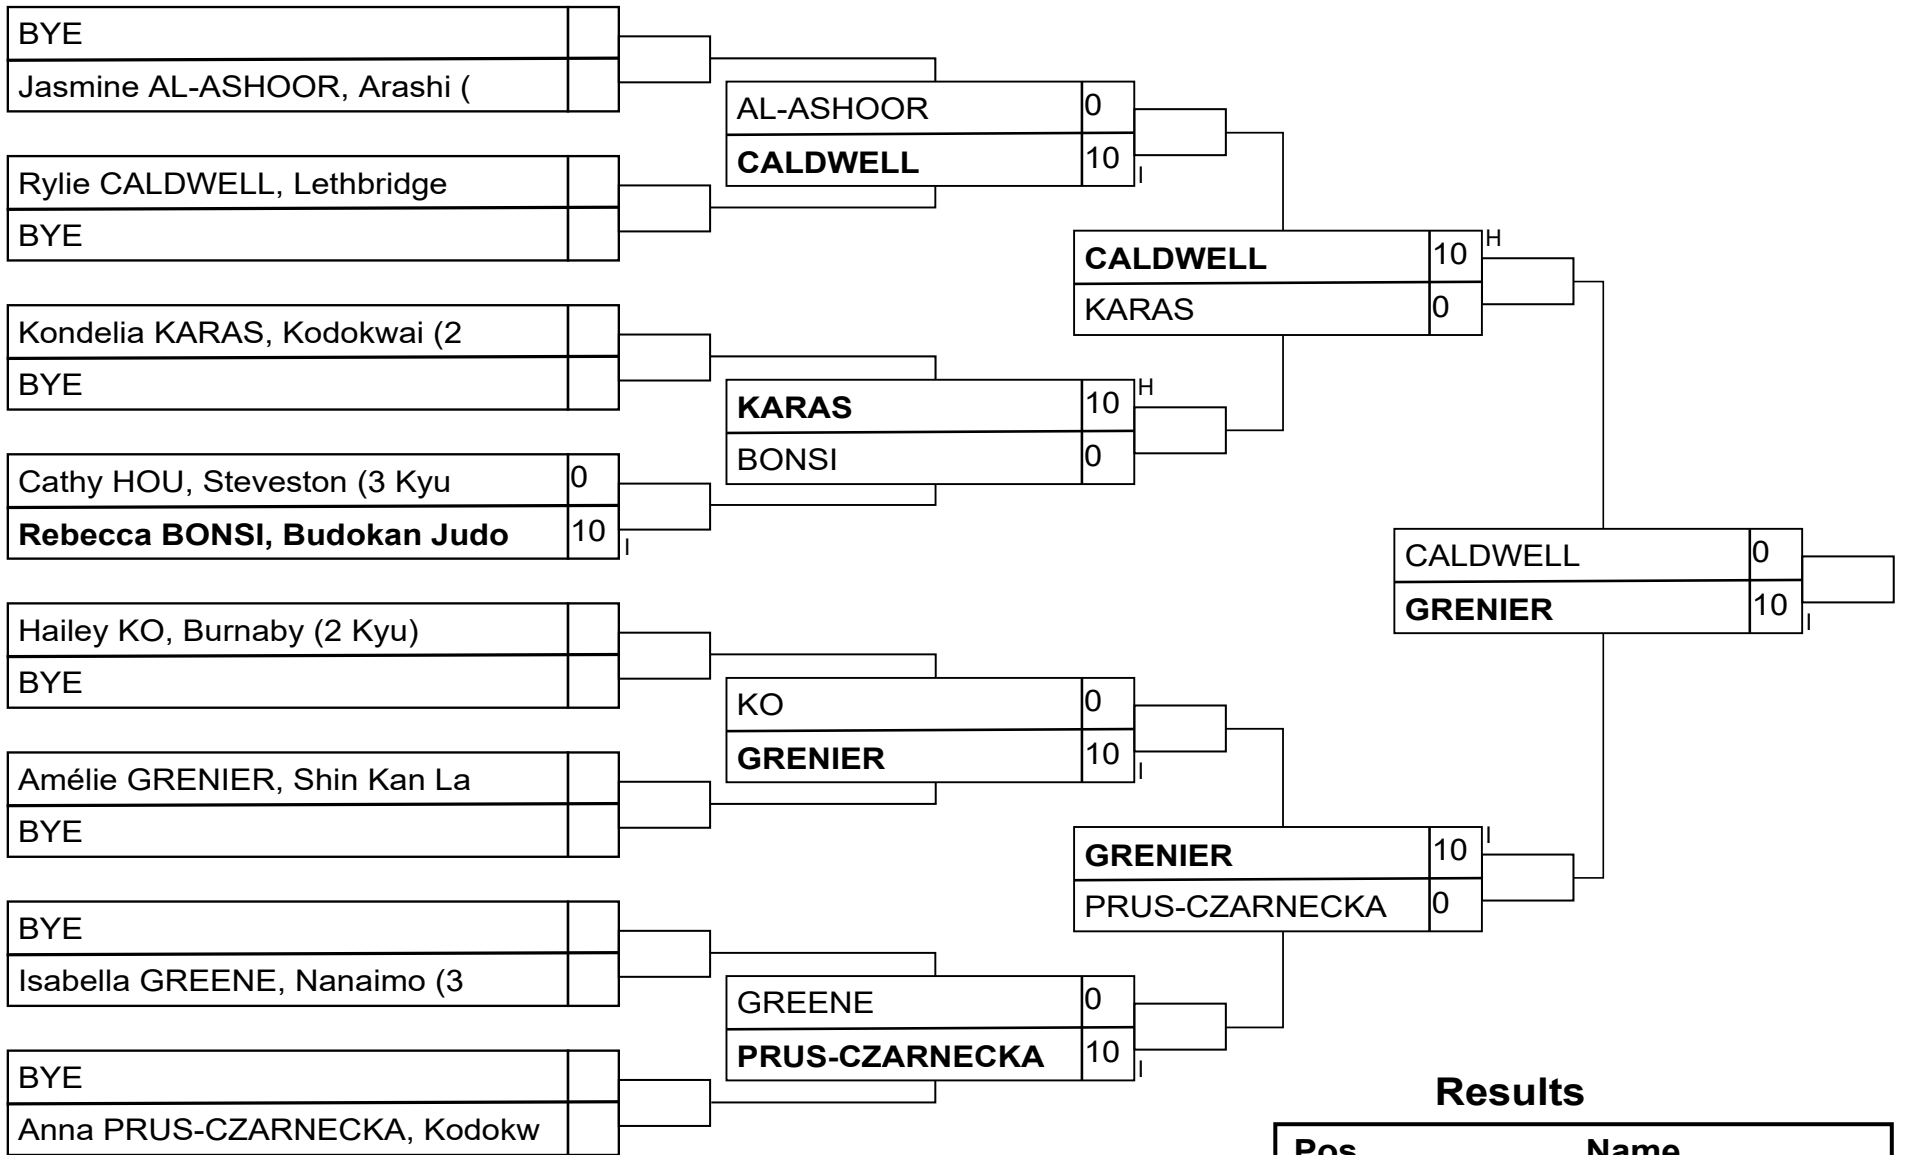 BYE
Jasmine AL-ASHOOR, Arashi (
Rylie CALDWELL, Lethbridge
BYE
Kondelia KARAS, Kodokwai (2
BYE
Cathy HOU, Steveston (3 Kyu 0
Rebecca BONSI, Budokan Judo 10 I
Hailey KO, Burnaby (2 Kyu)
BYE
Amélie GRENIER, Shin Kan La
BYE
BYE
Isabella GREENE, Nanaimo (3
BYE
Anna PRUS-CZARNECKA, Kodokw
AL-ASHOOR 0
CALDWELL 10 I
KARAS 10 H
BONSI 0
KO 0
GRENIER 10 I
GREENE 0
PRUS-CZARNECKA 10 I
CALDWELL 10 H
KARAS 0
GRENIER 10 I
PRUS-CZARNECKA 0
CALDWELL 0
GRENIER 10 I
Results
Pos Name